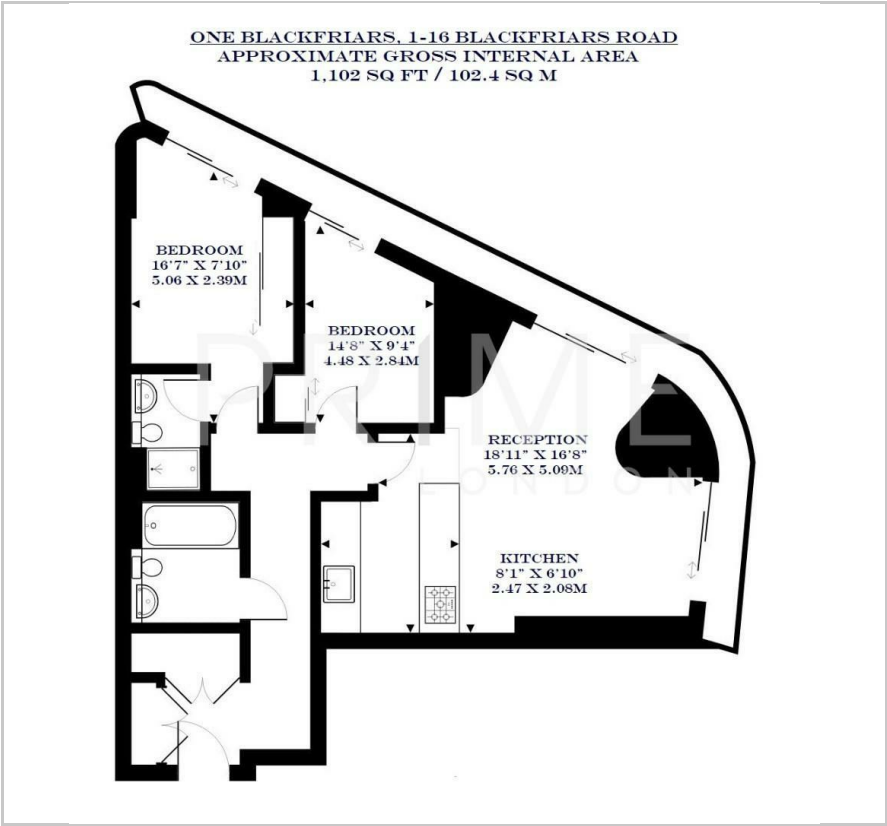 ONE BLACKFRIARS, 1-16 BLACKFRIARS ROAD
APPROXIMATE GROSS INTERNAL AREA
1,102 SQ FT / 102.4 SQ M
BEDROOM
16'7" X 7'10"
5.06 X 2.39M
BEDROOM
14'8" X 9'4"
4.48 X 2.84M
PRIME
LONDON
RECEPTION
18'11" X 16'8"
5.76 X 5.09M
KITCHEN
8'1" X 6'10"
2.47 X 2.08M